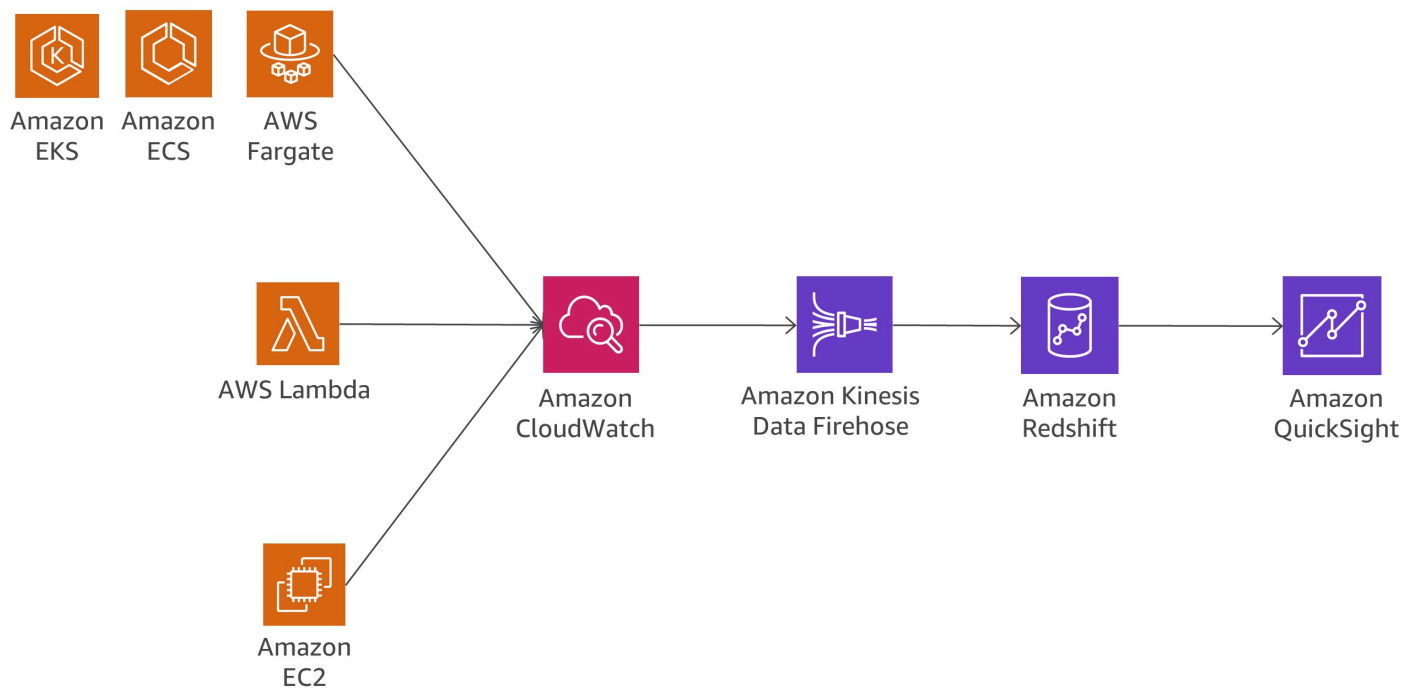 Amazon
EKS
Amazon
ECS
AWS
Fargate
AWS Lambda
Amazon
CloudWatch
Amazon Kinesis
Data Firehose
Amazon
Redshift
Amazon
QuickSight
Amazon
EC2